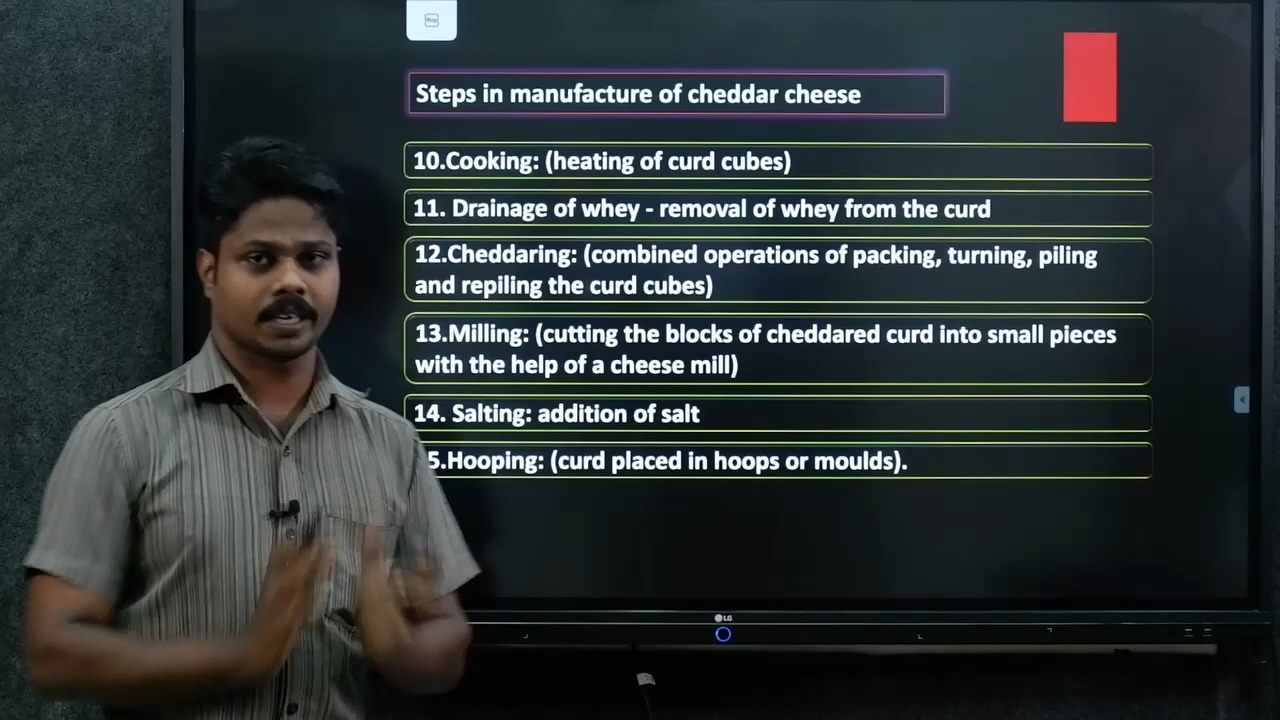 Steps in manufacture of cheddar cheese
10.Cooking: (heating of curd cubes)
11. Drainage of whey - removal of whey from the curd
12.Cheddaring: (combined operations of packing, turning, piling
and repiling the curd cubes)
13.Milling: (cutting the blocks of cheddared curd into small pieces
with the help of a cheese mill)
14. Salting: addition of salt
5.Hooping: (curd placed in hoops or moulds).
LG